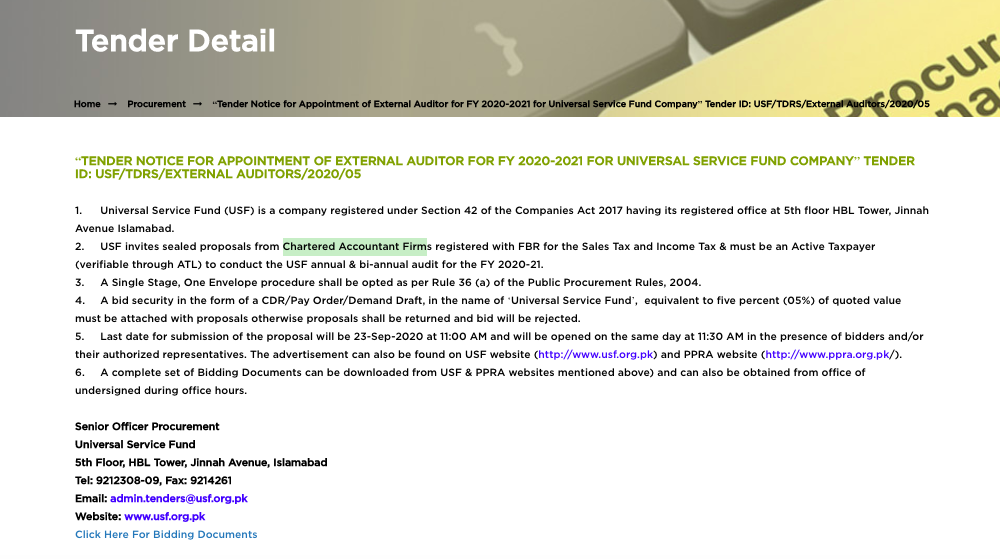 Tender Detail
Home → Procurement → “Tender Notice for Appointment of External Auditor for FY 2020-2021 for Universal Service Fund Company” Tender ID: USF/TDRS/External Auditors/2020/05
“TENDER NOTICE FOR APPOINTMENT OF EXTERNAL AUDITOR FOR FY 2020-2021 FOR UNIVERSAL SERVICE FUND COMPANY” TENDER
ID: USF/TDRS/EXTERNAL AUDITORS/2020/05
1. Universal Service Fund (USF) is a company registered under Section 42 of the Companies Act 2017 having its registered office at 5th floor HBL Tower, Jinnah
Avenue Islamabad.
2. USF invites sealed proposals from Chartered Accountant Firms registered with FBR for the Sales Tax and Income Tax & must be an Active Taxpayer
(verifiable through ATL) to conduct the USF annual & bi-annual audit for the FY 2020-21.
3. A Single Stage, One Envelope procedure shall be opted as per Rule 36 (a) of the Public Procurement Rules, 2004.
4. A bid security in the form of a CDR/Pay Order/Demand Draft, in the name of ‘Universal Service Fund’, equivalent to five percent (05%) of quoted value
must be attached with proposals otherwise proposals shall be returned and bid will be rejected.
5. Last date for submission of the proposal will be 23-Sep-2020 at 11:00 AM and will be opened on the same day at 11:30 AM in the presence of bidders and/or
their authorized representatives. The advertisement can also be found on USF website (http://www.usf.org.pk) and PPRA website (http://www.ppra.org.pk/).
6. A complete set of Bidding Documents can be downloaded from USF & PPRA websites mentioned above) and can also be obtained from office of
undersigned during office hours.
Senior Officer Procurement
Universal Service Fund
5th Floor, HBL Tower, Jinnah Avenue, Islamabad
Tel: 9212308-09, Fax: 9214261
Email: admin.tenders@usf.org.pk
Website: www.usf.org.pk
Click Here For Bidding Documents